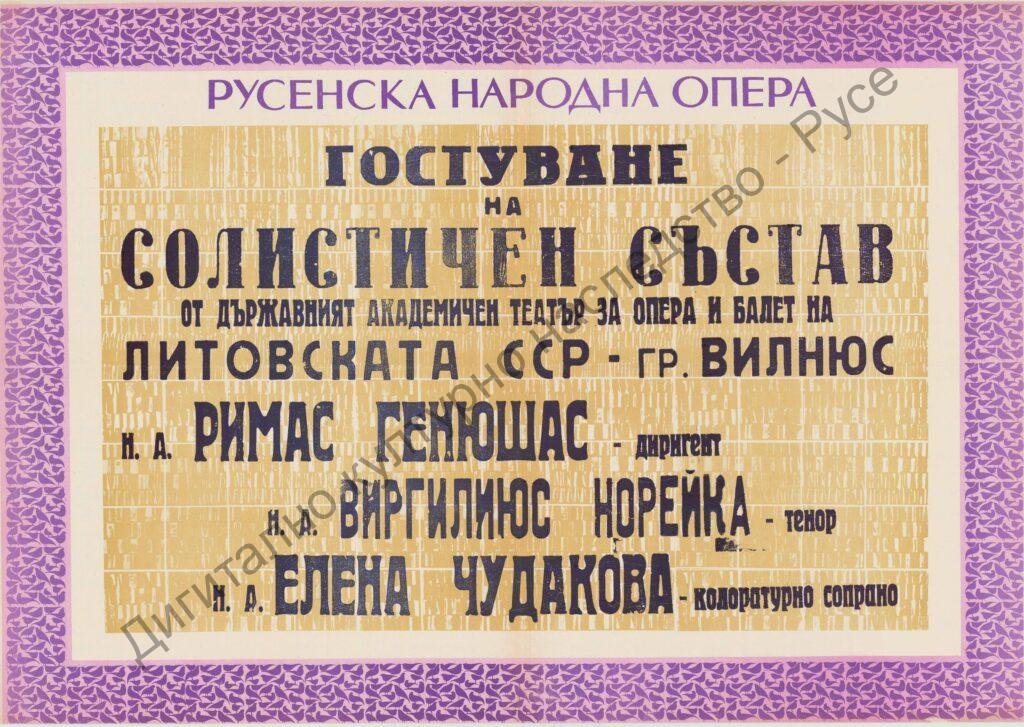 РУСЕНСКА НАРОДНА ОПЕРА
ГОСТУВАНЕ
НА
СОЛИСТИЧЕН СЪСТАВ
ОТ ДЪРЖАВНИЯТ АКАДЕМИЧЕН ТЕАТЪР ЗА ОПЕРА И БАЛЕТ НА
ЛИТОВСКАТА ССР - ГР. ВИЛНЮС
Н. А. РИМАС ГЕНЮШАС - диригент
Н. А. ВИРГИЛИЮС НОРЕЙКА - тенор
Н. А. ЕЛЕНА ЧУДАКОВА - колоратурно сопрано
Дигитално културно наследство - Русе